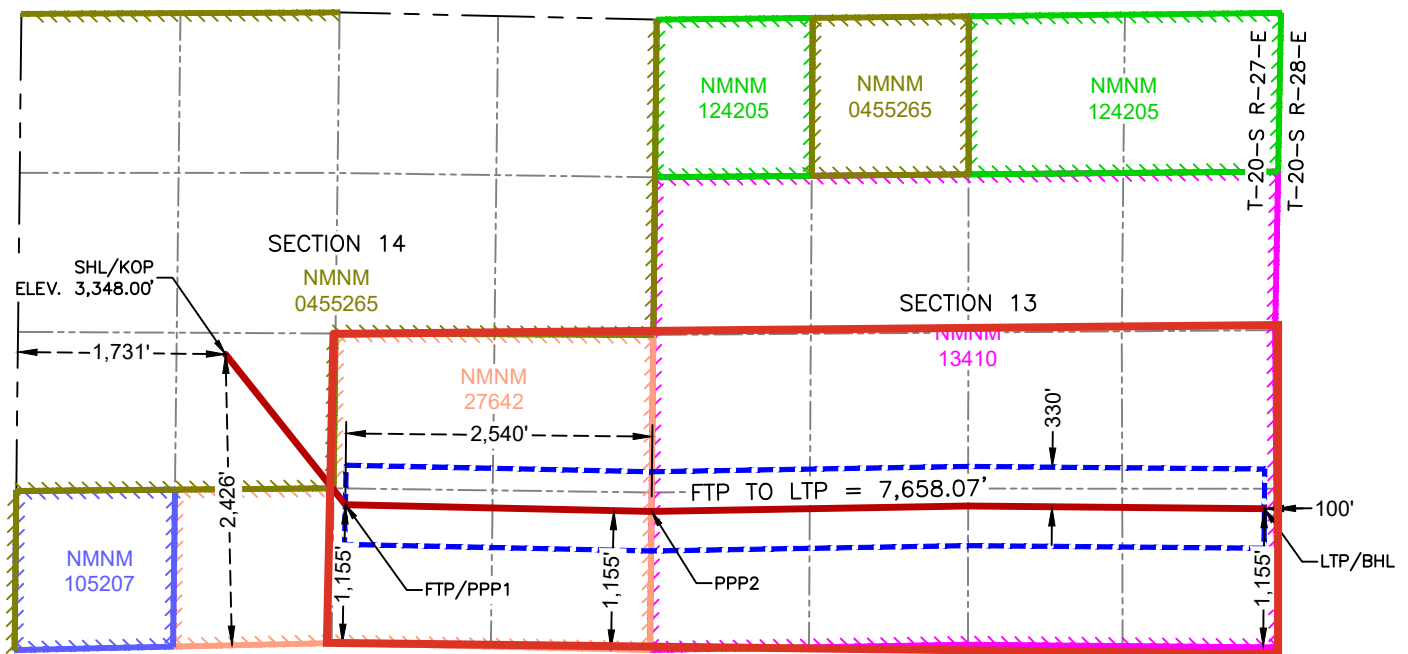 NMNM
124205
NMNM
0455265
NMNM
124205
T-20-S R-27-E
T-20-S R-28-E
SECTION 14
NMNM
0455265
SHL/KOP
ELEV. 3,348.00'
1,731'
SECTION 13
NMNM
13410
NMNM
27642
2,540'
330'
2,426'
FTP TO LTP = 7,658.07'
100'
NMNM
105207
1,155'
FTP/PPP1
1,155'
PPP2
1,155'
LTP/BHL